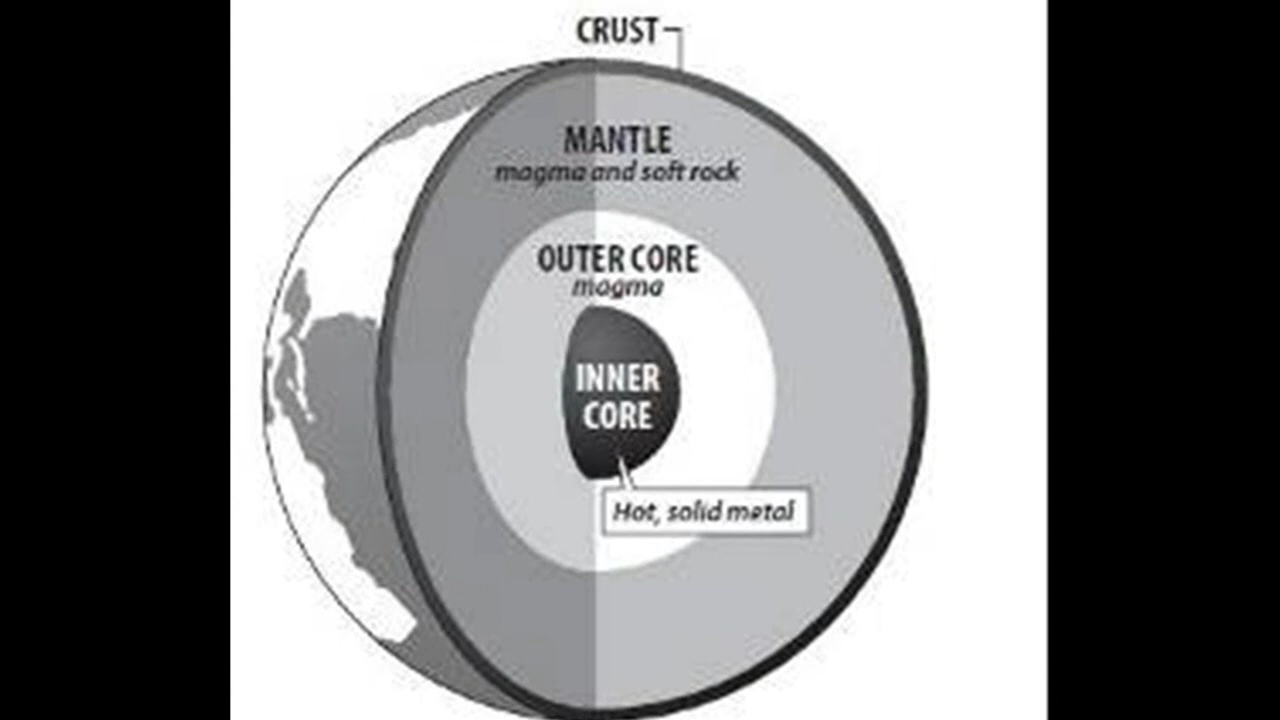 CRUST
MANTLE
magma and soft rock
OUTER CORE
magma
INNER
CORE
Hot, solid metal